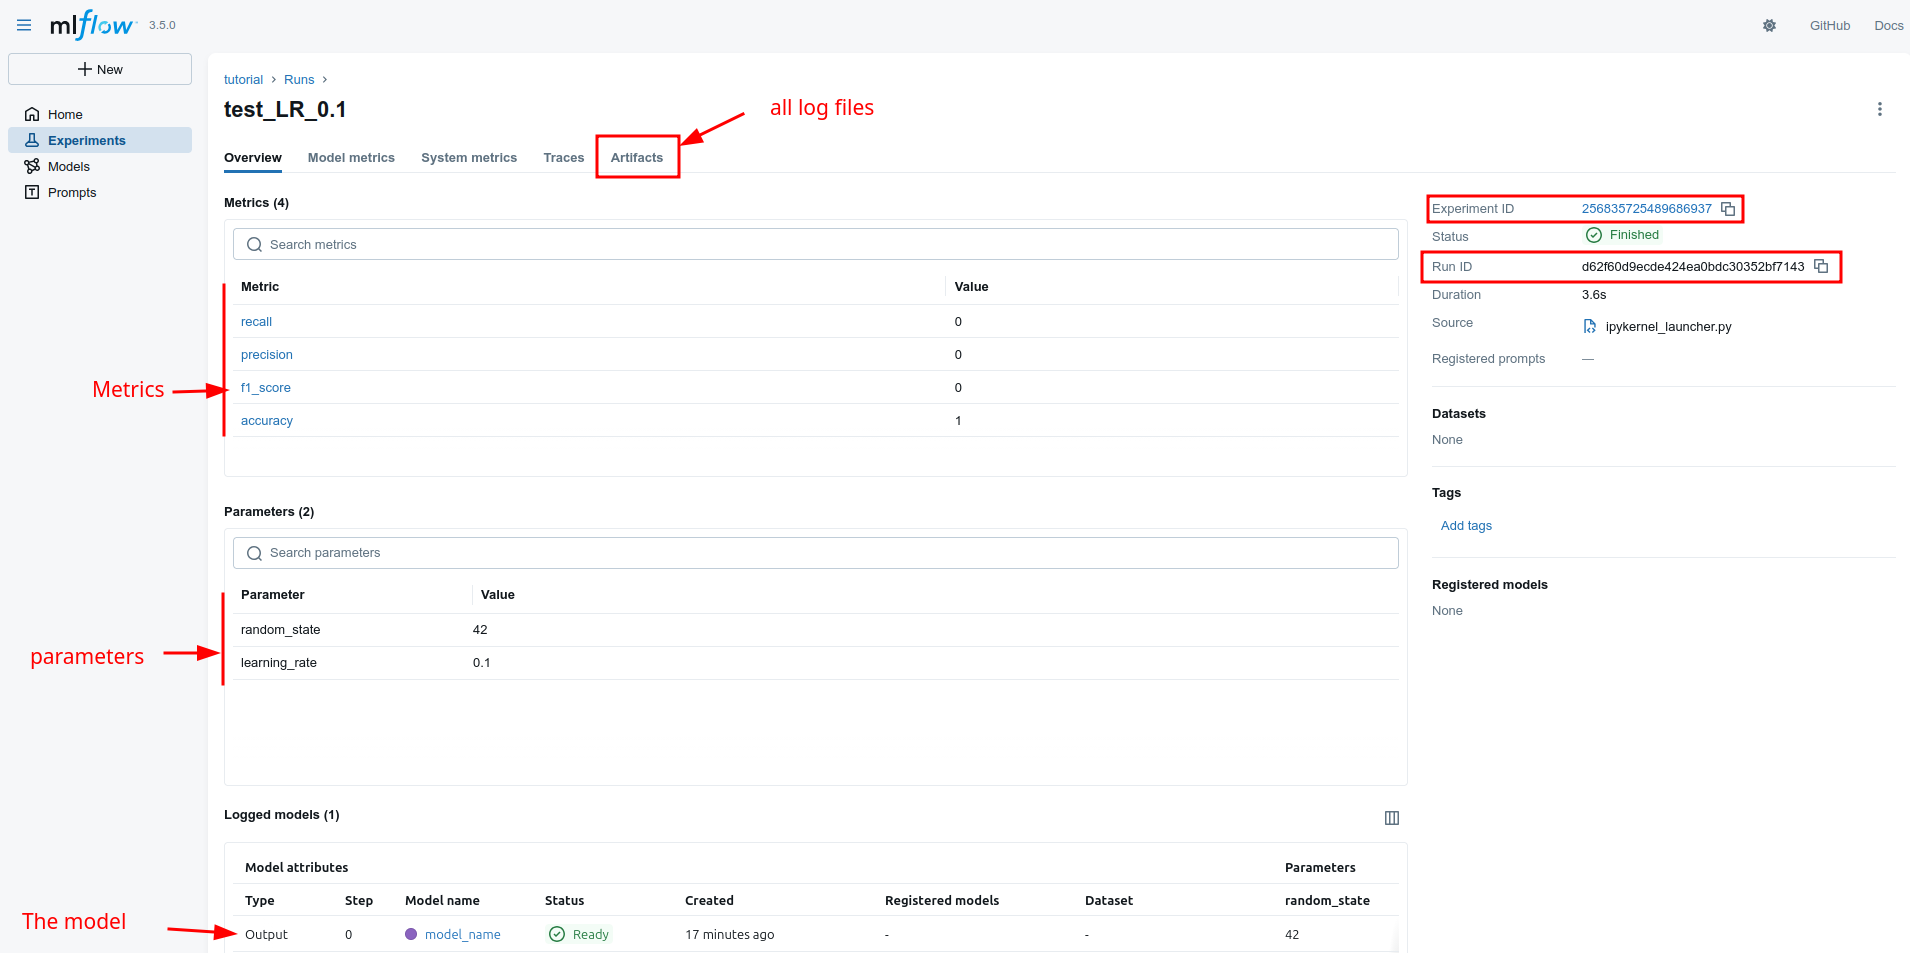 mlflow 3.5.0
GitHub Docs
New
Home
Experiments
Models
Prompts
tutorial › Runs ›
test_LR_0.1
all log files
Overview Model metrics System metrics Traces Artifacts
Metrics (4)
Search metrics
Metric Value
recall 0
precision 0
f1_score 0
accuracy 1
Metrics
Parameters (2)
Search parameters
Parameter Value
random_state 42
learning_rate 0.1
parameters
Logged models (1)
Model attributes Parameters
Type Step Model name Status Created Registered models Dataset random_state
Output 0 model_name Ready 17 minutes ago - - 42
The model
Experiment ID 256835725489686937
Status Finished
Run ID d62f60d9ecde424ea0bdc30352bf7143
Duration 3.6s
Source ipykernel_launcher.py
Registered prompts —
Datasets
None
Tags
Add tags
Registered models
None